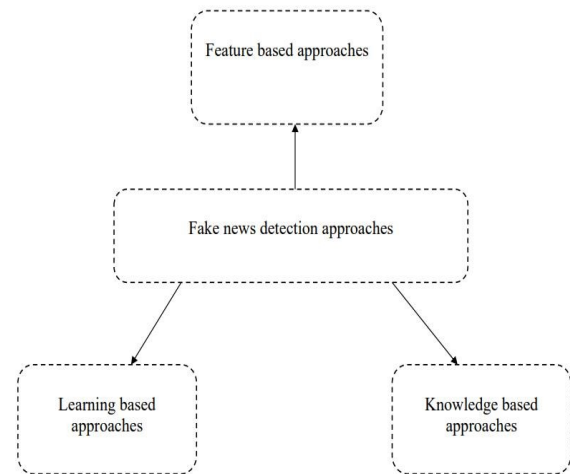 Feature based approaches
Fake news detection approaches
Learning based
approaches
Knowledge based
approaches